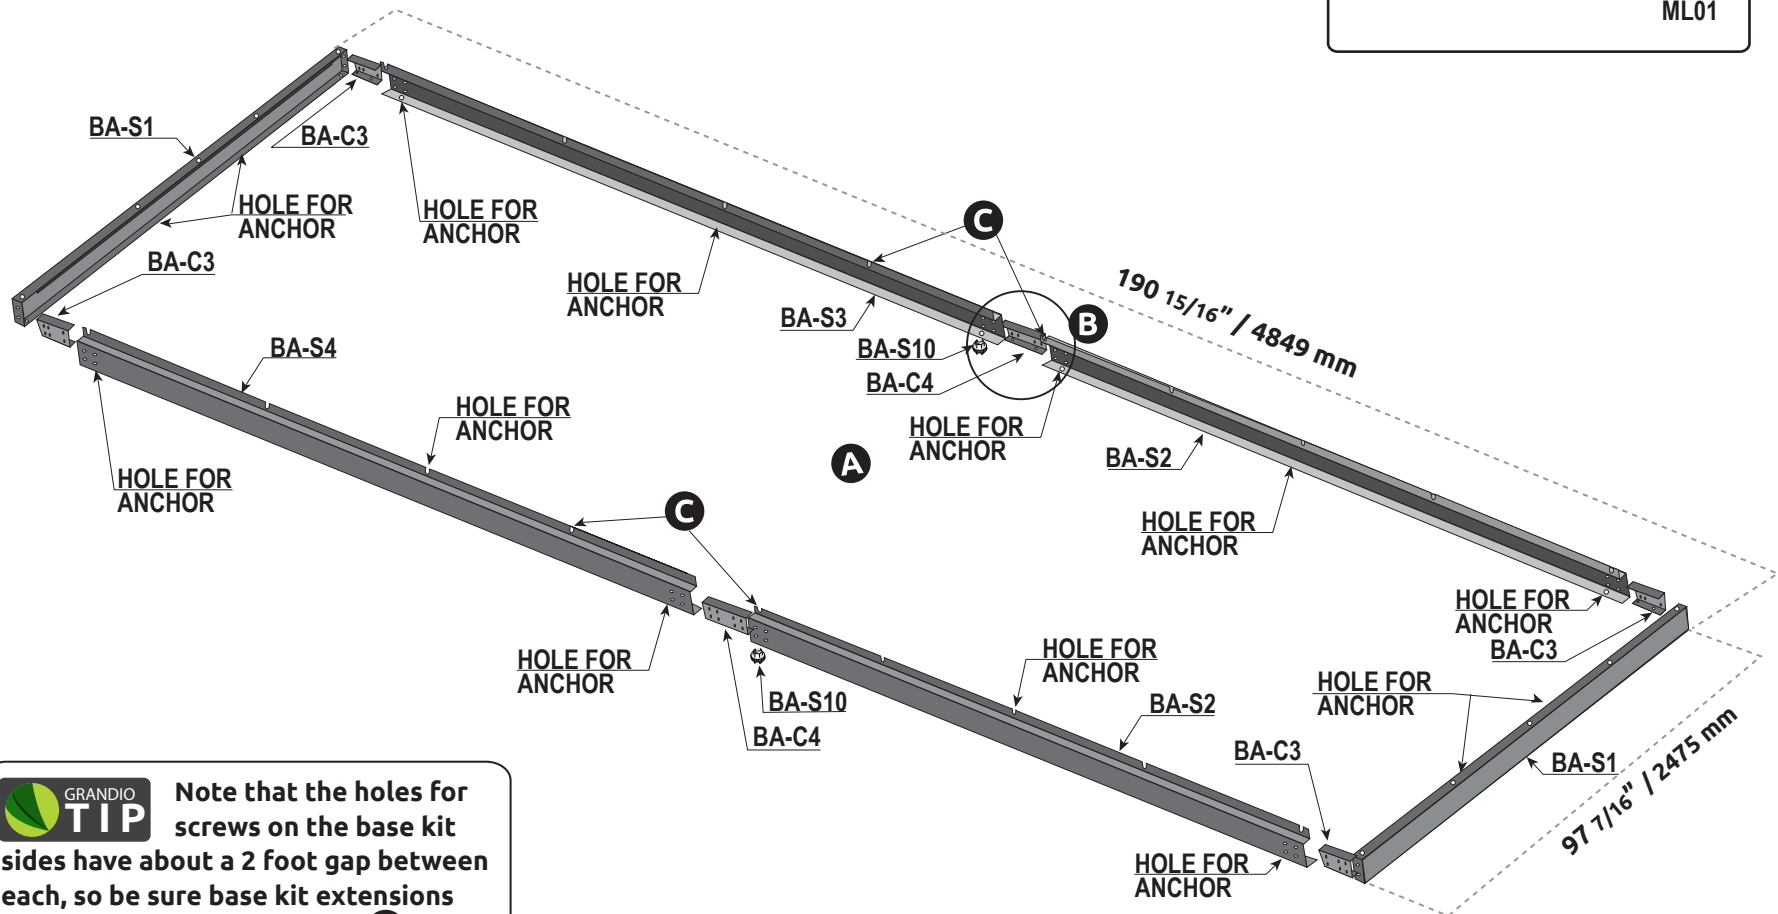 ML01
BA-S1
BA-C3
HOLE FOR
ANCHOR
HOLE FOR
ANCHOR
C
BA-C3
HOLE FOR
ANCHOR
190 15/16" / 4849 mm
BA-S3
B
BA-S4
BA-S10
BA-C4
HOLE FOR
ANCHOR
HOLE FOR
ANCHOR
A
BA-S2
HOLE FOR
ANCHOR
C
HOLE FOR
ANCHOR
HOLE FOR
ANCHOR
BA-C3
HOLE FOR
ANCHOR
HOLE FOR
ANCHOR
HOLE FOR
ANCHOR
BA-S10
BA-S2
BA-C4
BA-C3
BA-S1
97 7/16" / 2475 mm
HOLE FOR
ANCHOR
GRANDIO
TIP
Note that the holes for
screws on the base kit
sides have about a 2 foot gap between
each, so be sure base kit extensions